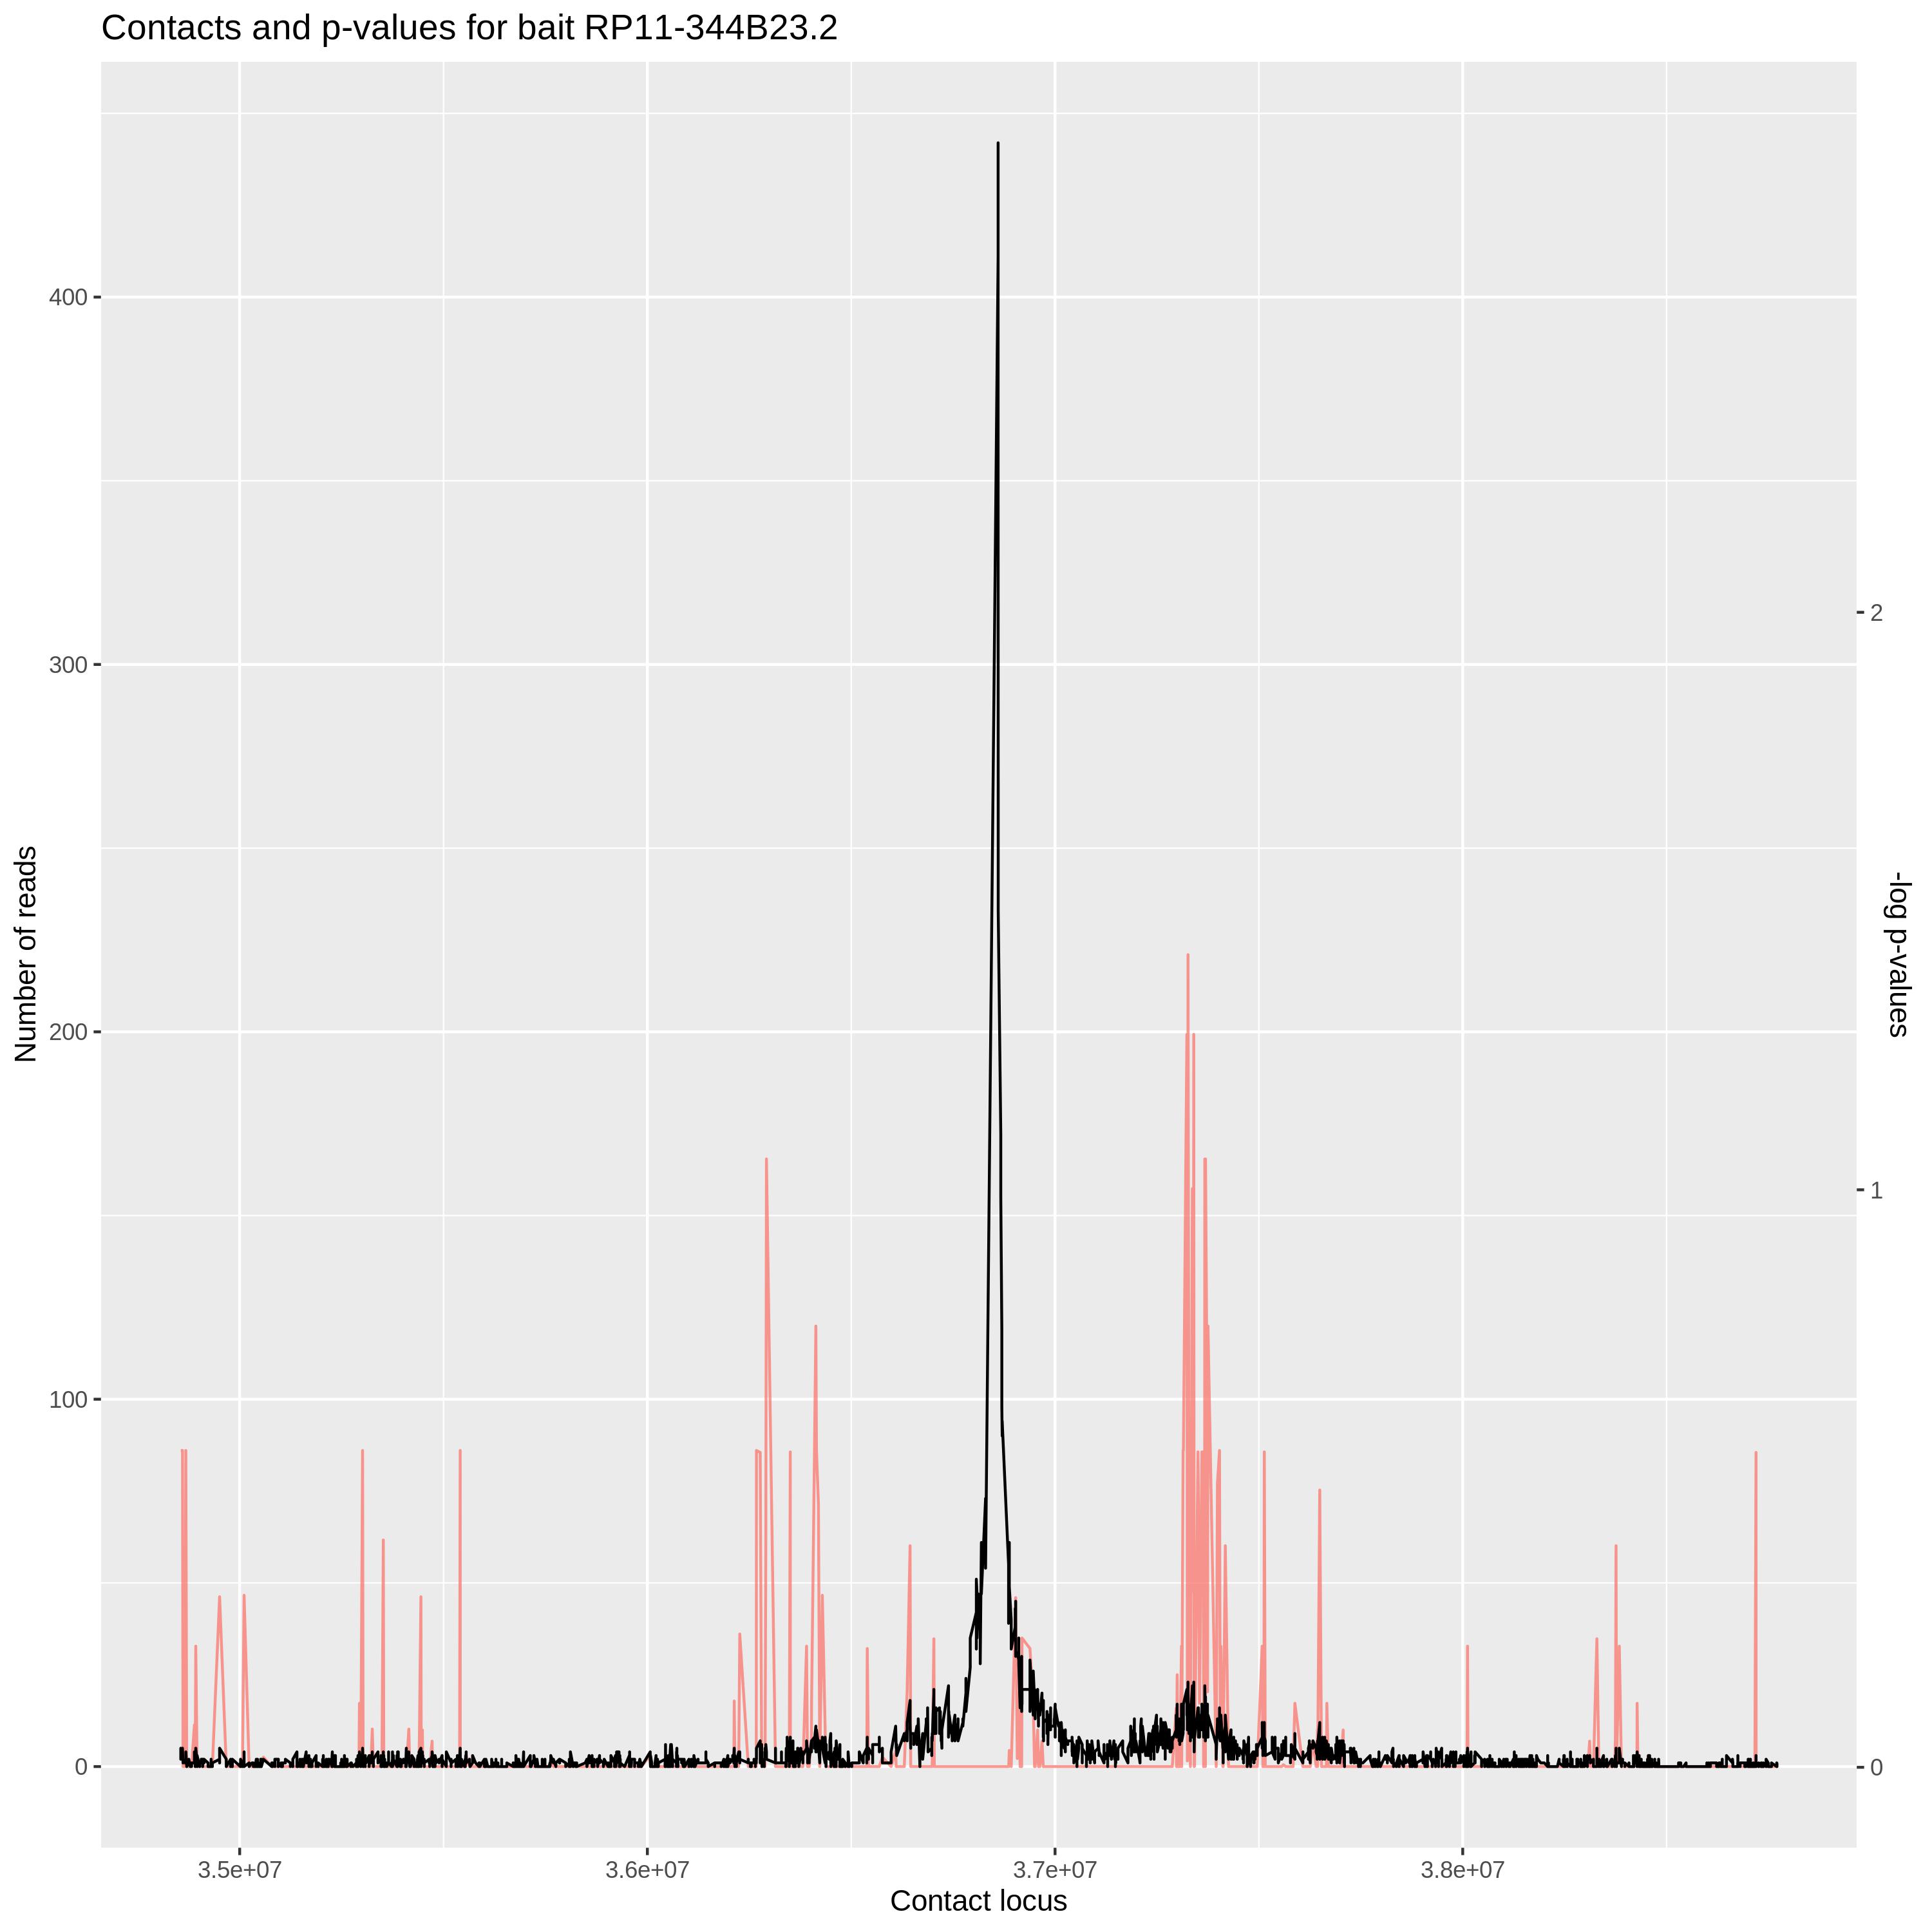 Contacts and p-values for bait RP11-344B23.2
Number of reads
400
300
200
100
0
2
1
0
-log p-values
3.5e+07
3.6e+07
3.7e+07
3.8e+07
Contact locus